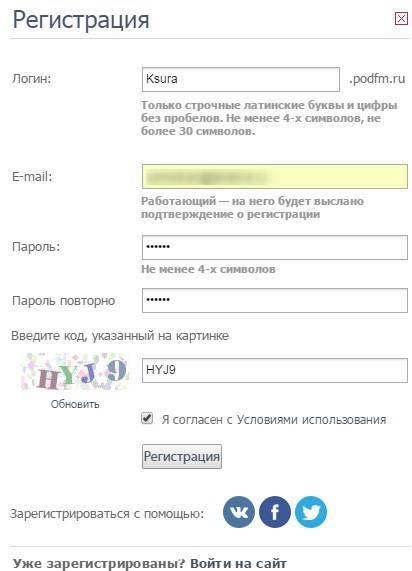 Регистрация
Логин: Ksura .podfm.ru
Только строчные латинские буквы и цифры
без пробелов. Не менее 4-х символов, не
более 30 символов.
E-mail:
Работающий — на него будет выслано
подтверждение о регистрации
Пароль: ••••••
Не менее 4-х символов
Пароль повторно ••••••
Введите код, указанный на картинке
HYJ9 HYJ9
Обновить
Я согласен с Условиями использования
Регистрация
Зарегистрироваться с помощью:
Уже зарегистрированы? Войти на сайт